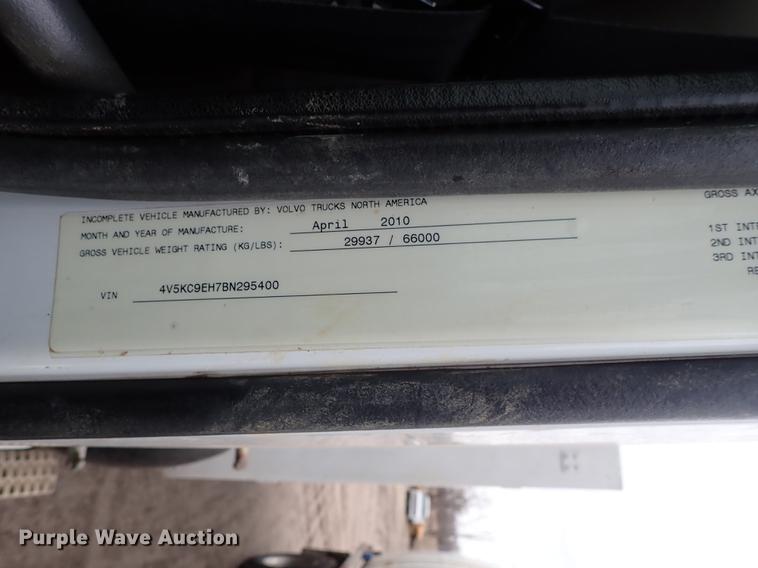 INCOMPLETE VEHICLE MANUFACTURED BY: VOLVO TRUCKS NORTH AMERICA
MONTH AND YEAR OF MANUFACTURE: April 2010
GROSS VEHICLE WEIGHT RATING (KG/LBS): 29937 / 66000
VIN 4V5KC9EH7BN295400
GROSS AX
1ST INT
2ND INT
3RD INT
RE
Purple Wave Auction